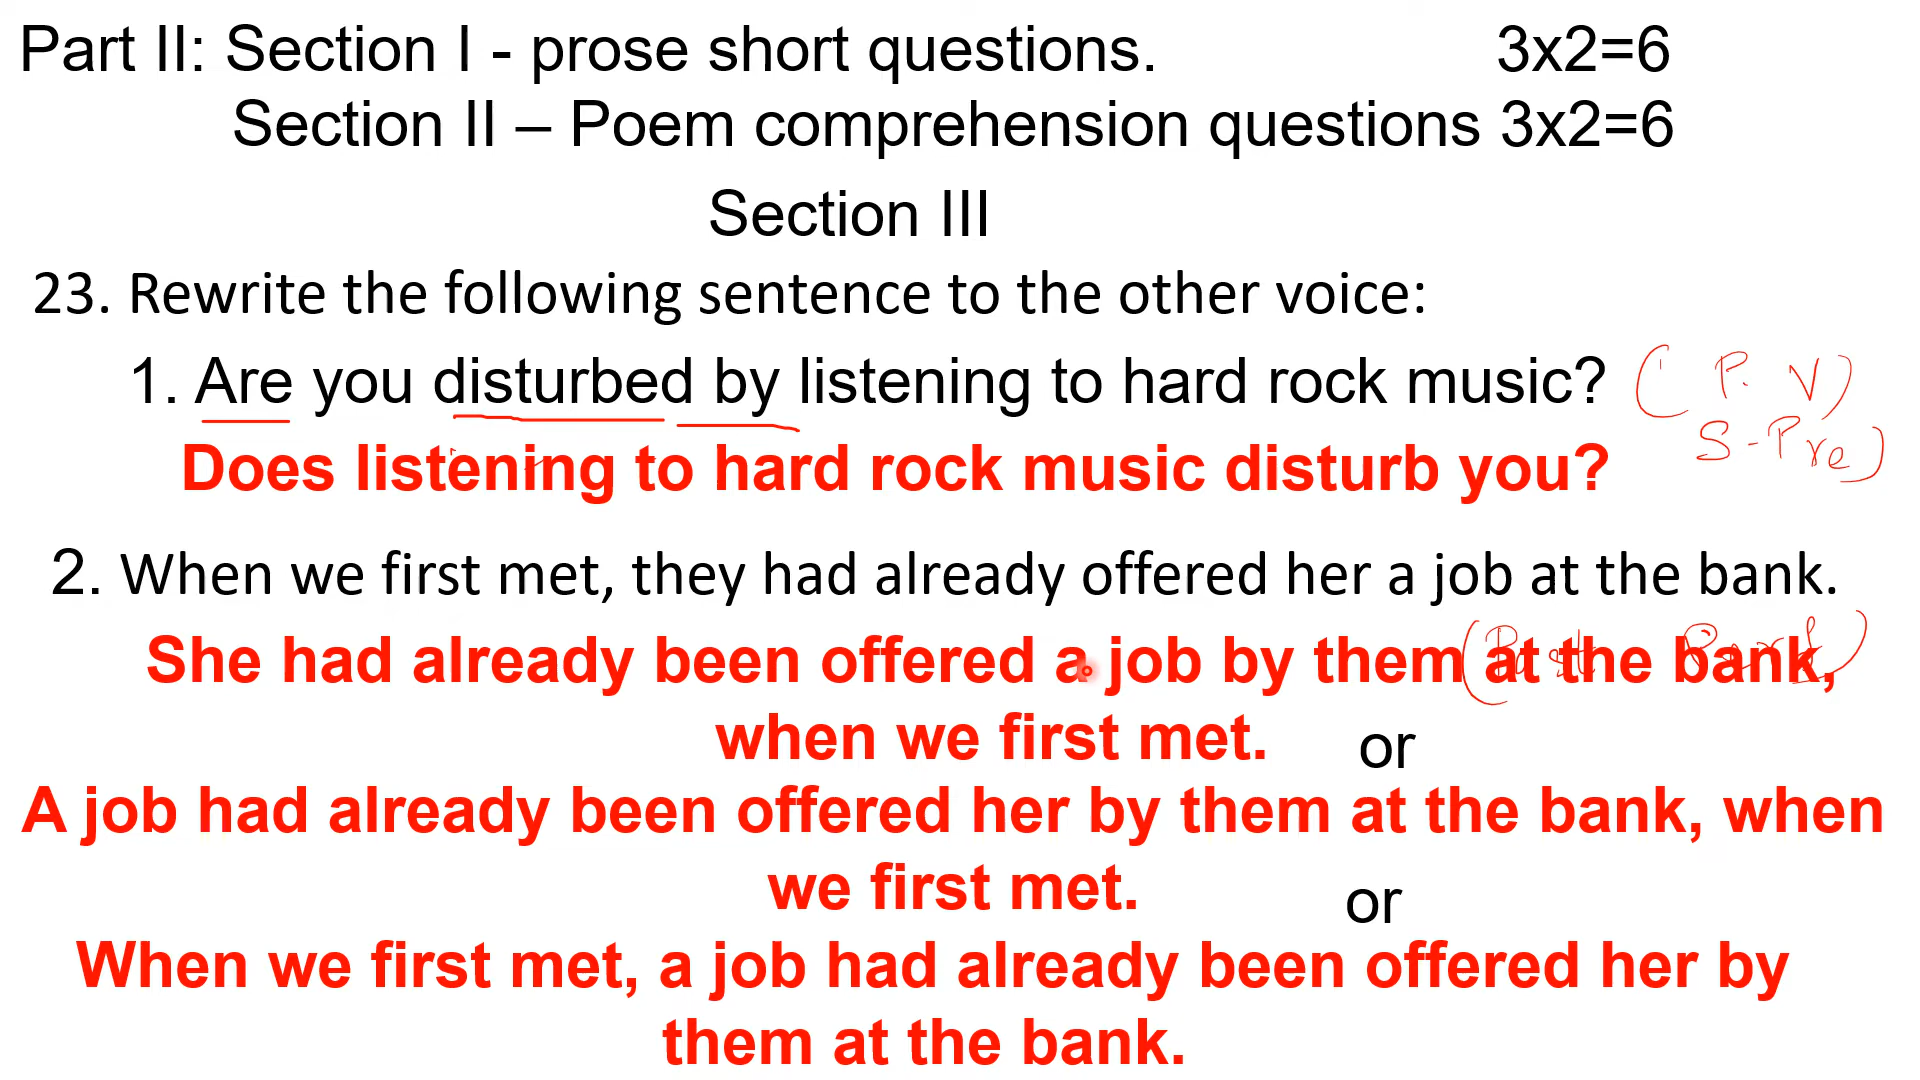 Part II: Section I - prose short questions. 3x2=6
Section II – Poem comprehension questions 3x2=6
Section III
23. Rewrite the following sentence to the other voice:
1. Are you disturbed by listening to hard rock music? ( P. V)
Does listening to hard rock music disturb you? S-Pre)
2. When we first met, they had already offered her a job at the bank.
She had already been offered a job by them at the bank,
(Past Perf)
when we first met. or
A job had already been offered her by them at the bank, when
we first met. or
When we first met, a job had already been offered her by
them at the bank.